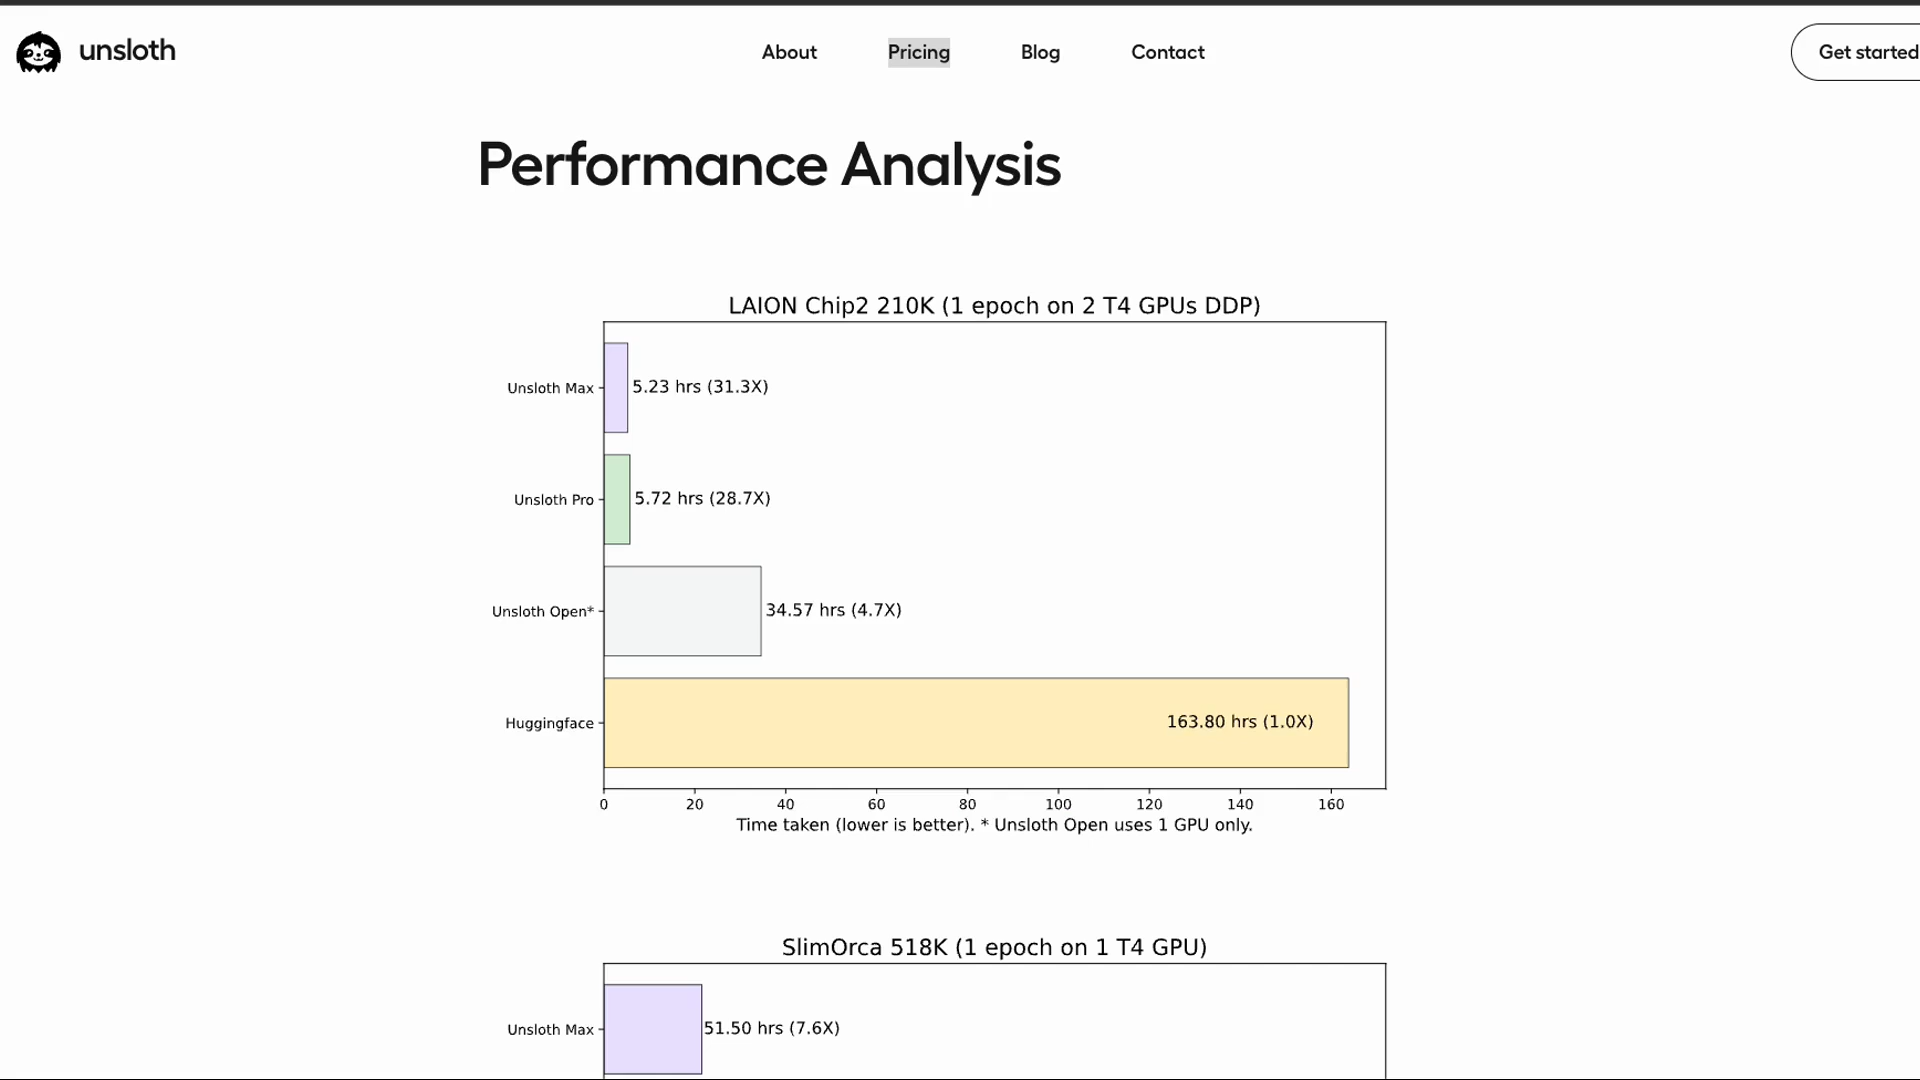 unsloth
About
Pricing
Blog
Contact
Get started
Performance Analysis
LAION Chip2 210K (1 epoch on 2 T4 GPUs DDP)
Unsloth Max
5.23 hrs (31.3X)
Unsloth Pro
5.72 hrs (28.7X)
Unsloth Open*
34.57 hrs (4.7X)
Huggingface
163.80 hrs (1.0X)
0 20 40 60 80 100 120 140 160
Time taken (lower is better). * Unsloth Open uses 1 GPU only.
SlimOrca 518K (1 epoch on 1 T4 GPU)
Unsloth Max
51.50 hrs (7.6X)